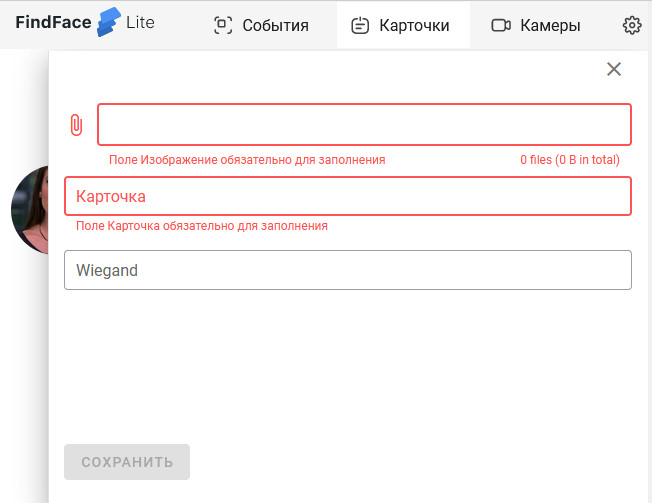 FindFace Lite События Карточки Камеры
Поле Изображение обязательно для заполнения 0 files (0 B in total)
Карточка
Поле Карточка обязательно для заполнения
Wiegand
СОХРАНИТЬ